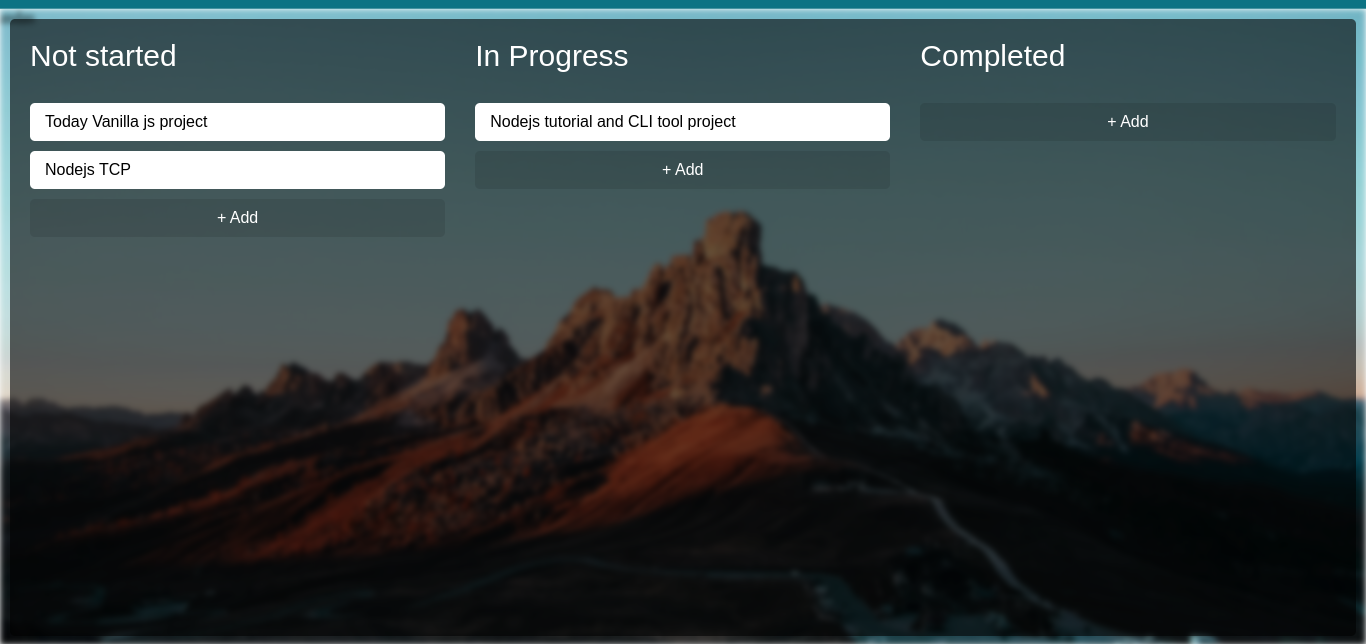 Not started
Today Vanilla js project
Nodejs TCP
+ Add
In Progress
Nodejs tutorial and CLI tool project
+ Add
Completed
+ Add